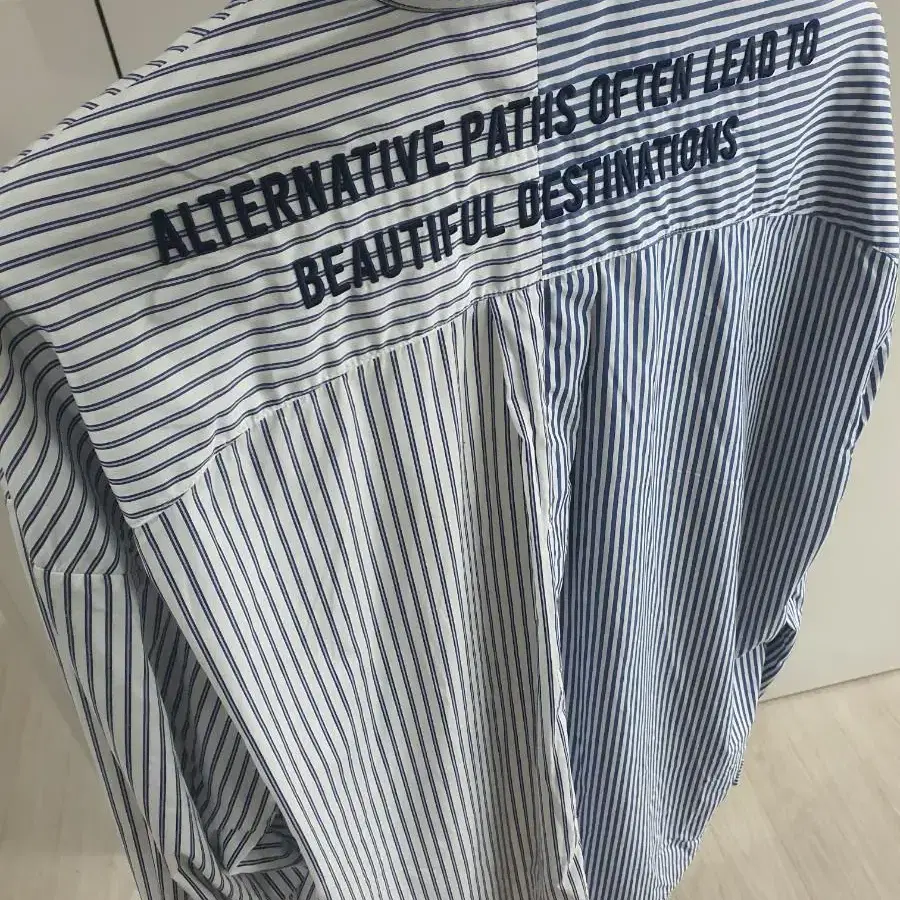 ALTERNATIVE PATHS OFTEN LEAD TO
BEAUTIFUL DESTINATIONS